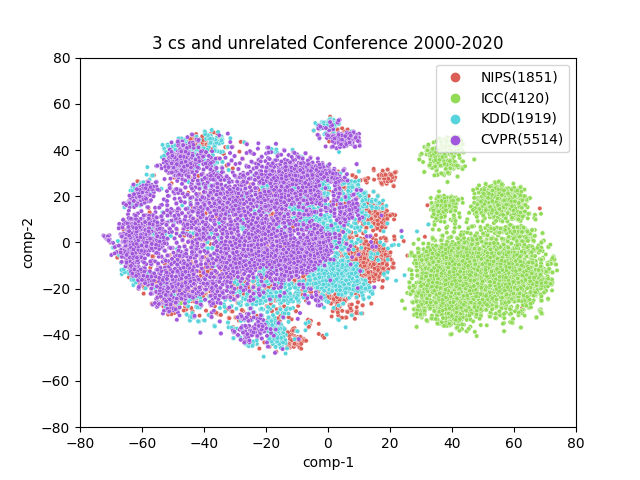 3 cs and unrelated Conference 2000-2020
NIPS(1851)
ICC(4120)
KDD(1919)
CVPR(5514)
80
60
40
20
0
−20
−40
−60
−80
comp-2
−80 −60 −40 −20 0 20 40 60 80
comp-1